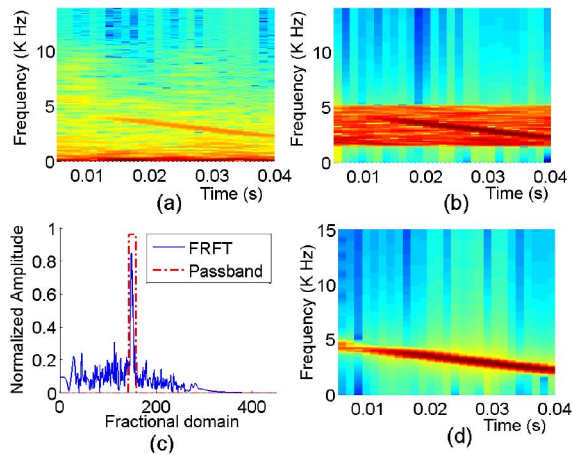 Frequency (K Hz)
10
5
0
0.01
0.02
0.03
0.04
Time (s)
(a)
Frequency (K Hz)
10
5
0
0.01
0.02
0.03
0.04
Time (s)
(b)
Normalized Amplitude
1
0.8
0.6
0.4
0.2
0
0
200
400
Fractional domain
FRFT
Passband
(c)
Frequency (K Hz)
15
10
5
0
0.01
0.02
0.03
0.04
Time (s)
(d)